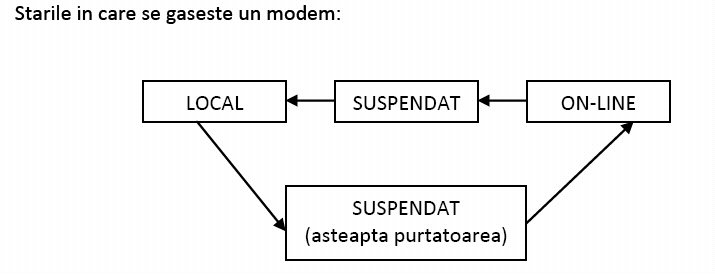 Starile in care se gaseste un modem:
LOCAL
SUSPENDAT
ON-LINE
SUSPENDAT
(asteapta purtatoarea)